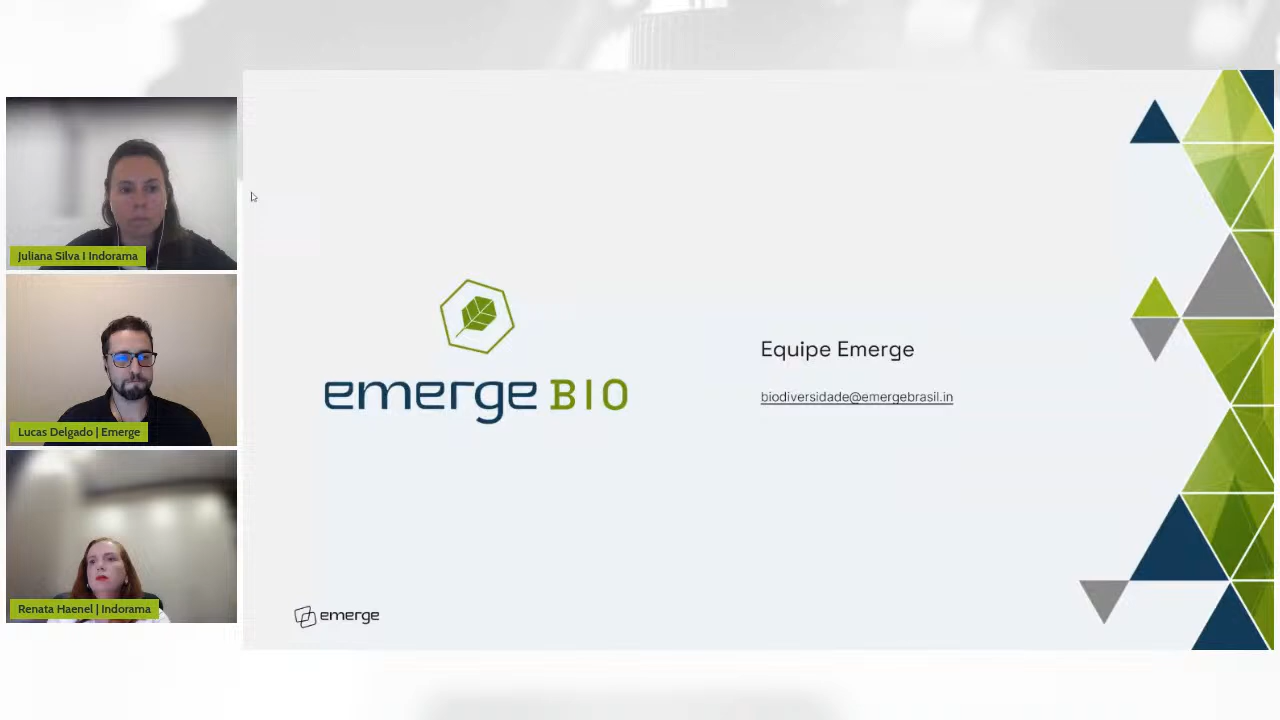 Juliana Silva I Indorama
Lucas Delgado | Emerge
Renata Haenel | Indorama
emerge BIO
Equipe Emerge
biodiversidade@emergebrasil.in
emerge